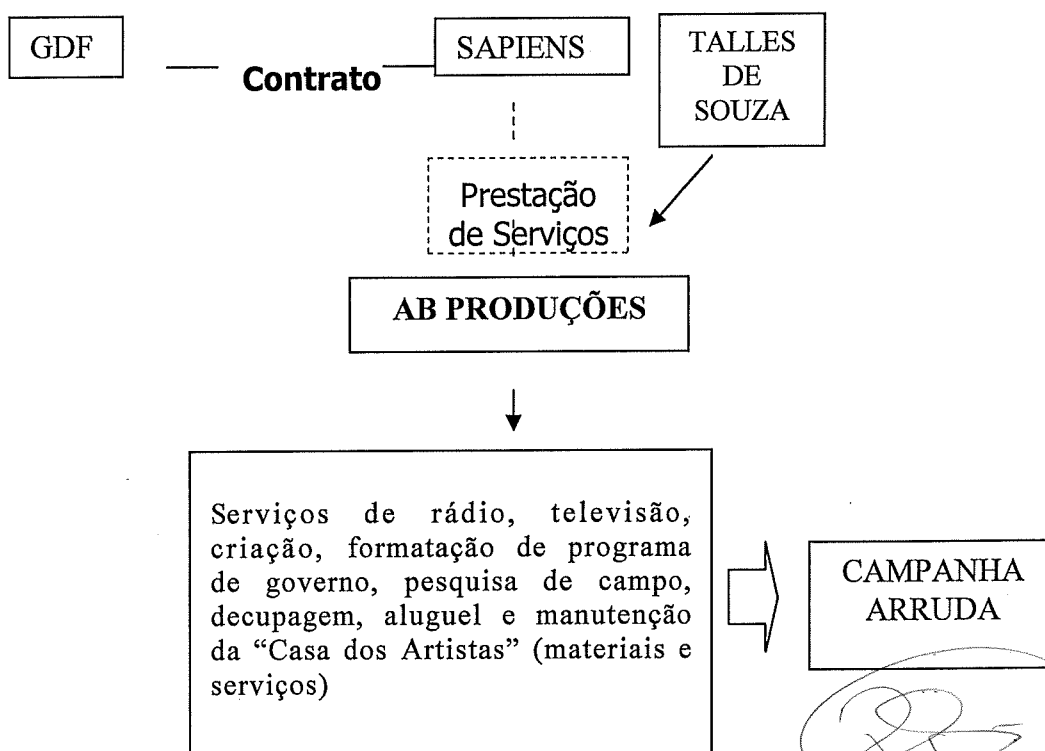 GDF
Contrato
SAPIENS
TALLES
DE
SOUZA
Prestação
de Serviços
AB PRODUÇÕES
Serviços de rádio, televisão,
criação, formatação de programa
de governo, pesquisa de campo,
decupagem, aluguel e manutenção
da “Casa dos Artistas” (materiais e
serviços)
CAMPANHA
ARRUDA